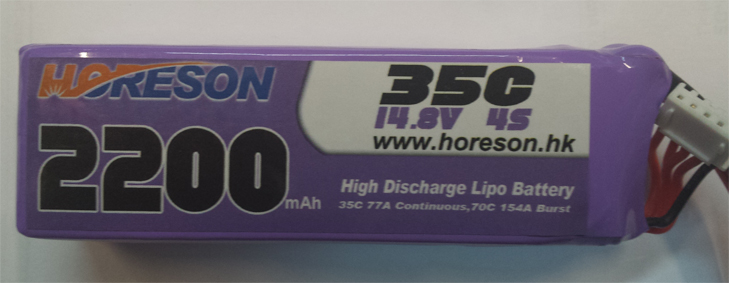 HORESON
35C
14.8V 4S
www.horeson.hk
2200mAh
High Discharge Lipo Battery
35C 77A Continuous,70C 154A Burst